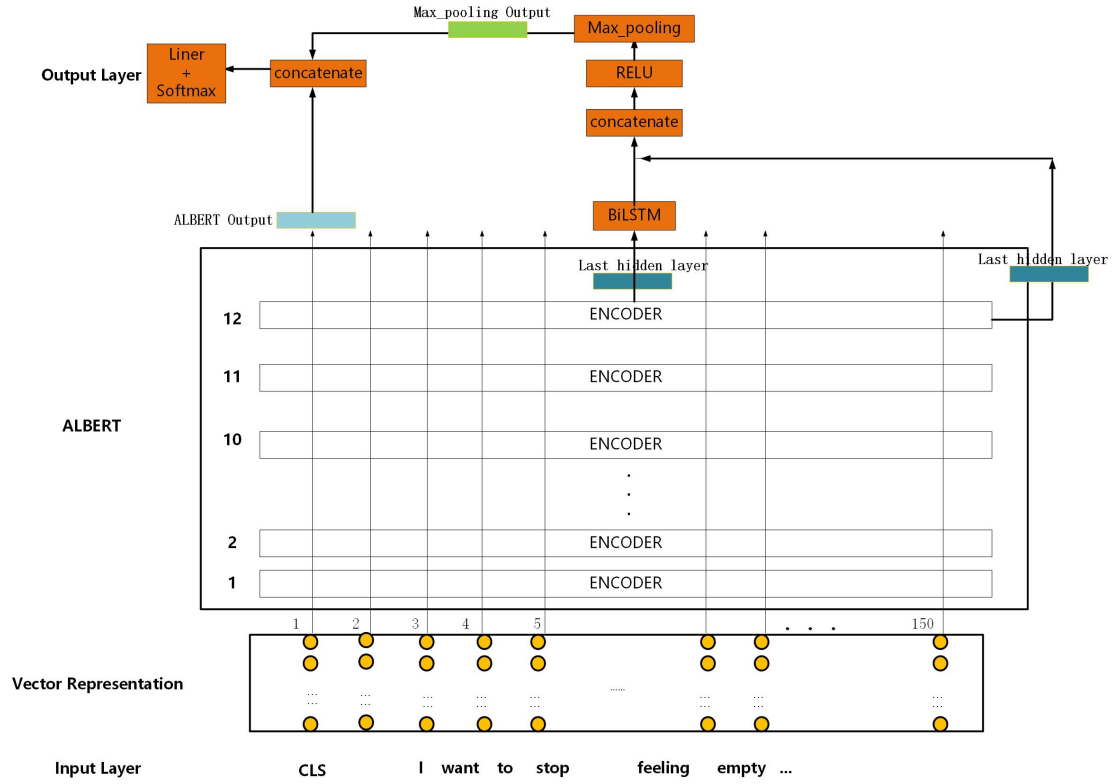 Max_pooling Output
Max_pooling
Output Layer
Liner
+
Softmax
concatenate
RELU
concatenate
ALBERT Output
BiLSTM
Last hidden layer
Last hidden layer
12 ENCODER
11 ENCODER
ALBERT
10 ENCODER
.
.
.
2 ENCODER
1 ENCODER
1 2 3 4 5 . . . 150
Vector Representation
... ... ... ... ... ...... ... ... ...
... ... ... ... ... ... ... ...
Input Layer CLS I want to stop feeling empty ...